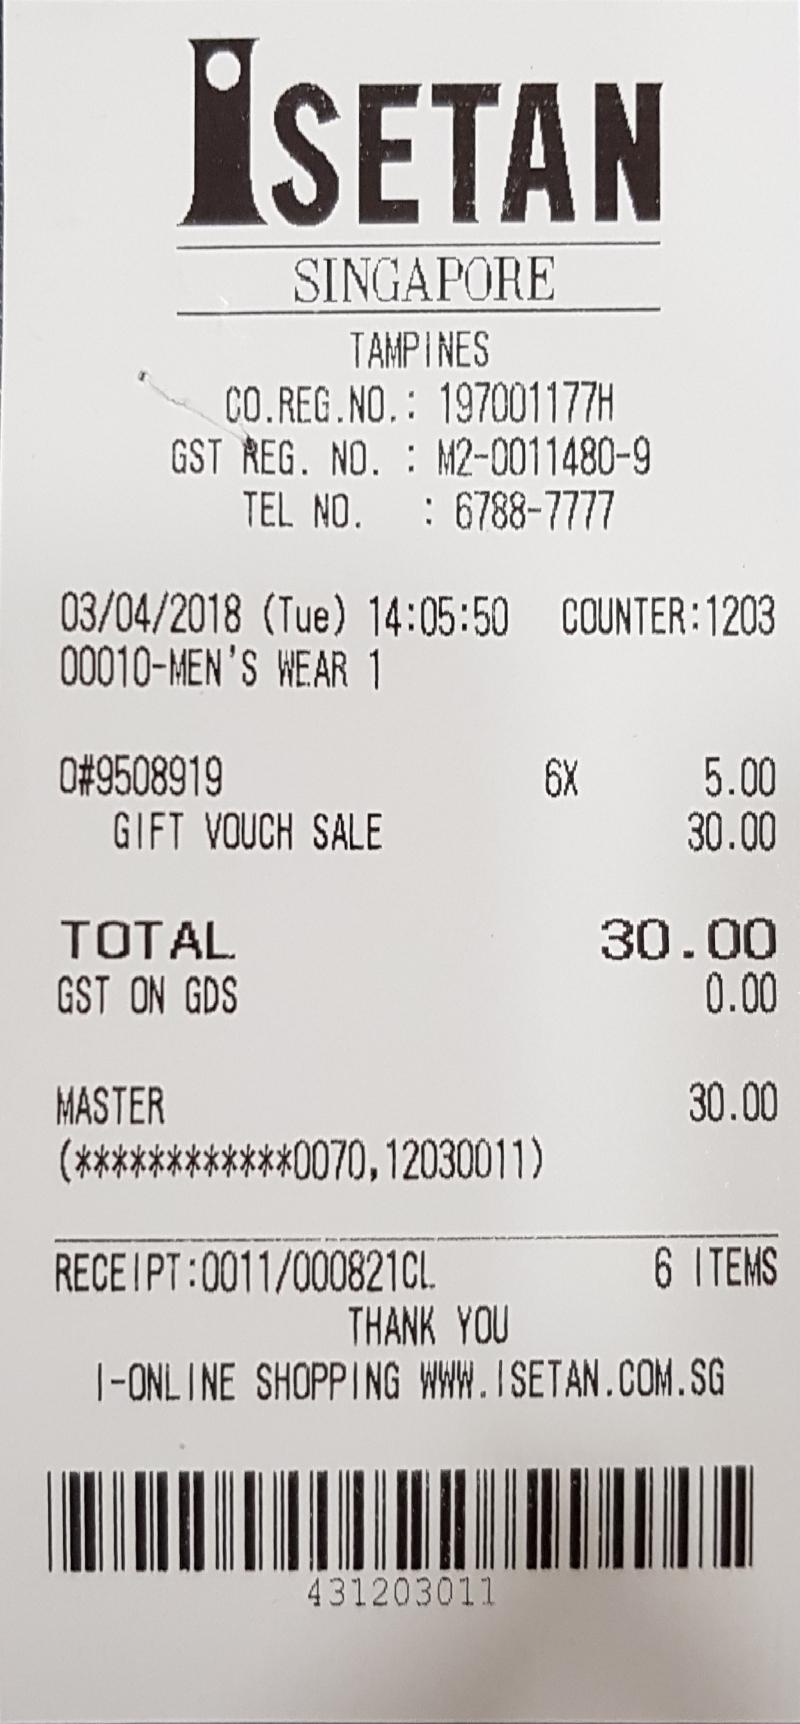 ISETAN
SINGAPORE
TAMPINES
CO.REG.NO.: 197001177H
GST REG. NO. : M2-0011480-9
TEL NO. : 6788-7777
03/04/2018 (Tue) 14:05:50 COUNTER:1203
00010-MEN'S WEAR 1
O#9508919 6X 5.00
GIFT VOUCH SALE 30.00
TOTAL 30.00
GST ON GDS 0.00
MASTER 30.00
(************0070,12030011)
RECEIPT:0011/000821CL 6 ITEMS
THANK YOU
I-ONLINE SHOPPING WWW.ISETAN.COM.SG
431203011